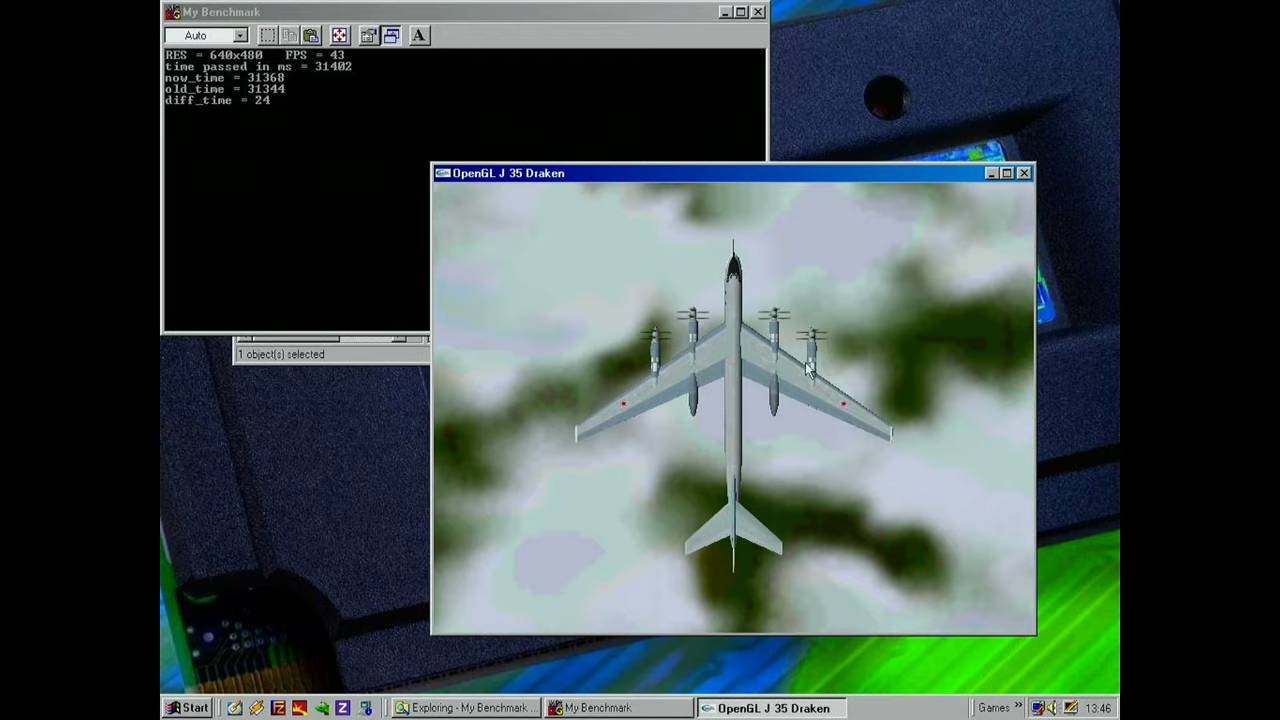 My Benchmark
Auto
A
RES = 640x480 FPS = 43
time passed in ms = 31402
now_time = 31368
old_time = 31344
diff_time = 24
OpenGL J 35 Draken
1 object(s) selected
Start
Exploring - My Benchmark ...
My Benchmark
OpenGL J 35 Draken
Games »
13:46